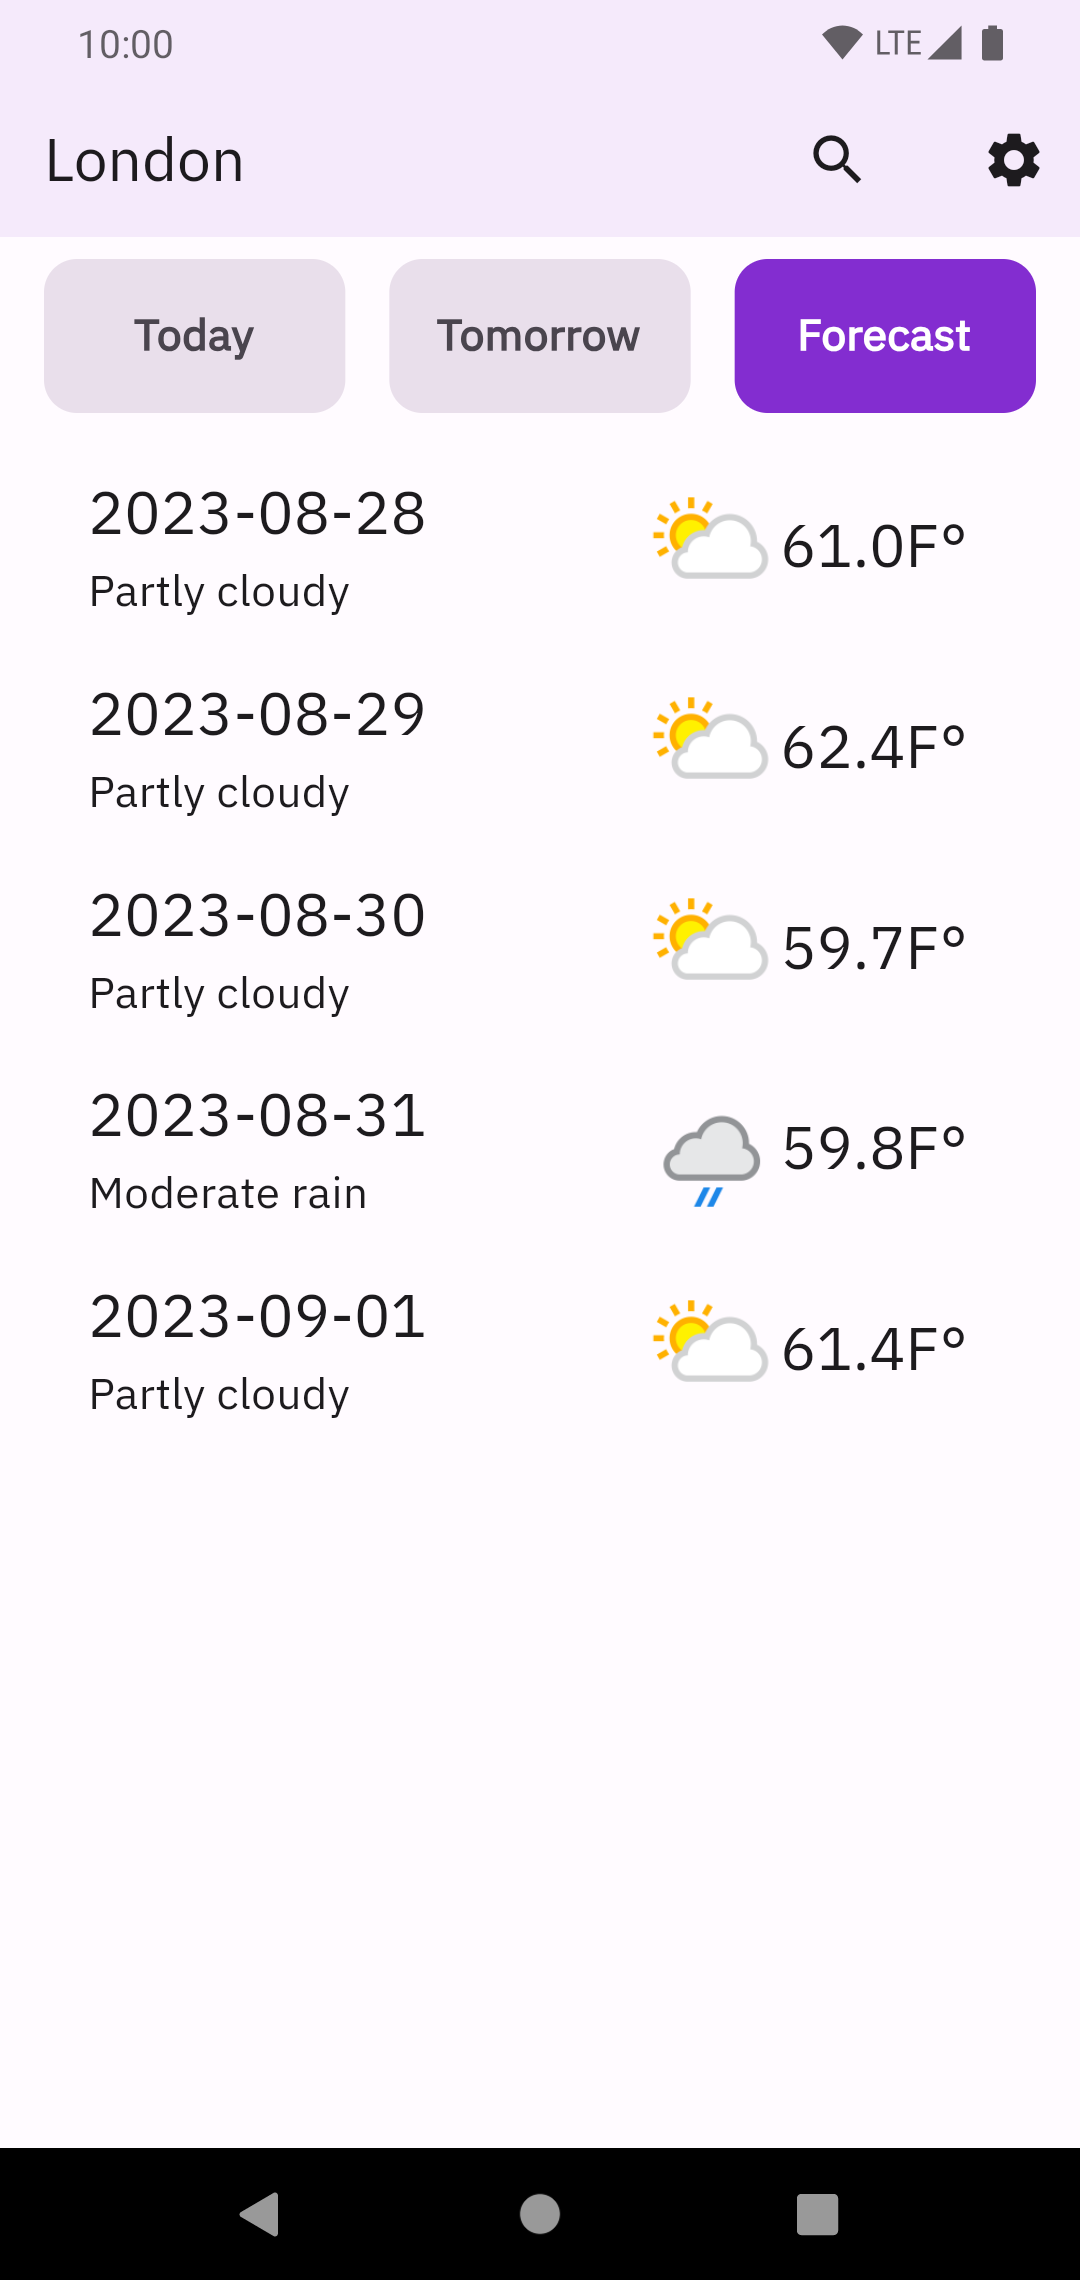 10:00 LTE
London
Today Tomorrow Forecast
2023-08-28
Partly cloudy
61.0F°
2023-08-29
Partly cloudy
62.4F°
2023-08-30
Partly cloudy
59.7F°
2023-08-31
Moderate rain
59.8F°
2023-09-01
Partly cloudy
61.4F°